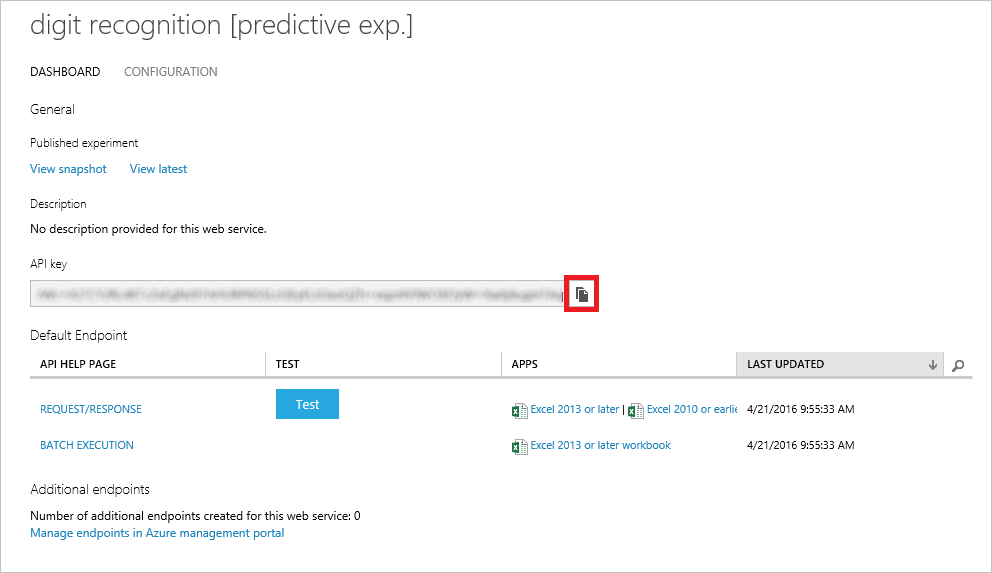 digit recognition [predictive exp.]
DASHBOARD CONFIGURATION
General
Published experiment
View snapshot View latest
Description
No description provided for this web service.
API key
Default Endpoint
API HELP PAGE TEST APPS LAST UPDATED
REQUEST/RESPONSE Test Excel 2013 or later | Excel 2010 or earlie 4/21/2016 9:55:33 AM
BATCH EXECUTION Excel 2013 or later workbook 4/21/2016 9:55:33 AM
Additional endpoints
Number of additional endpoints created for this web service: 0
Manage endpoints in Azure management portal